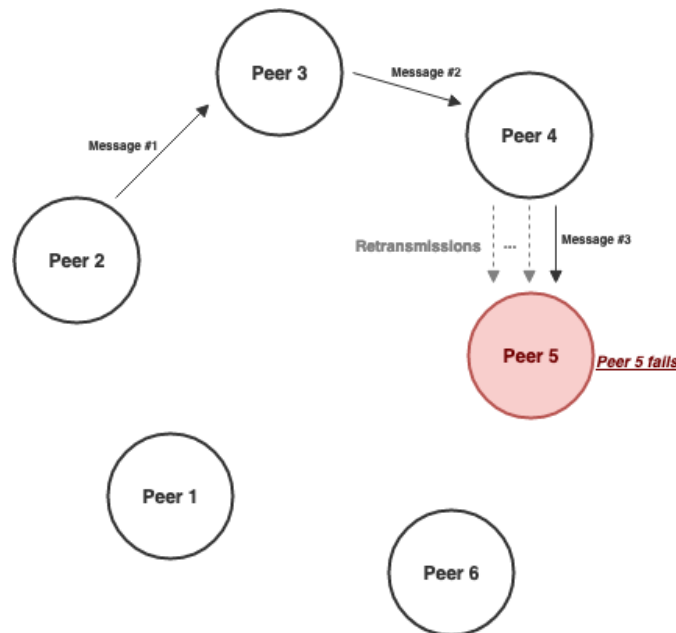 Peer 3
Message #2
Peer 4
Message #1
Peer 2
Retransmissions
...
Message #3
Peer 5
Peer 5 fails
Peer 1
Peer 6